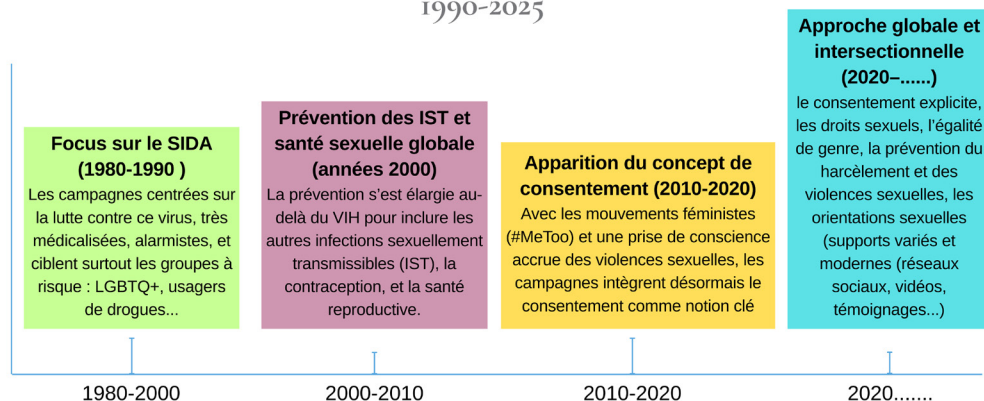 1990-2025
Focus sur le SIDA
(1980-1990 )
Les campagnes centrées sur
la lutte contre ce virus, très
médicalisées, alarmistes, et
ciblent surtout les groupes à
risque : LGBTQ+, usagers
de drogues...
Prévention des IST et
santé sexuelle globale
(années 2000)
La prévention s’est élargie au-
delà du VIH pour inclure les
autres infections sexuellement
transmissibles (IST), la
contraception, et la santé
reproductive.
Apparition du concept de
consentement (2010-2020)
Avec les mouvements féministes
(#MeToo) et une prise de conscience
accrue des violences sexuelles, les
campagnes intègrent désormais le
consentement comme notion clé
Approche globale et
intersectionnelle
(2020–......)
le consentement explicite,
les droits sexuels, l’égalité
de genre, la prévention du
harcèlement et des
violences sexuelles, les
orientations sexuelles
(supports variés et
modernes (réseaux
sociaux, vidéos,
témoignages...)
1980-2000
2000-2010
2010-2020
2020.......